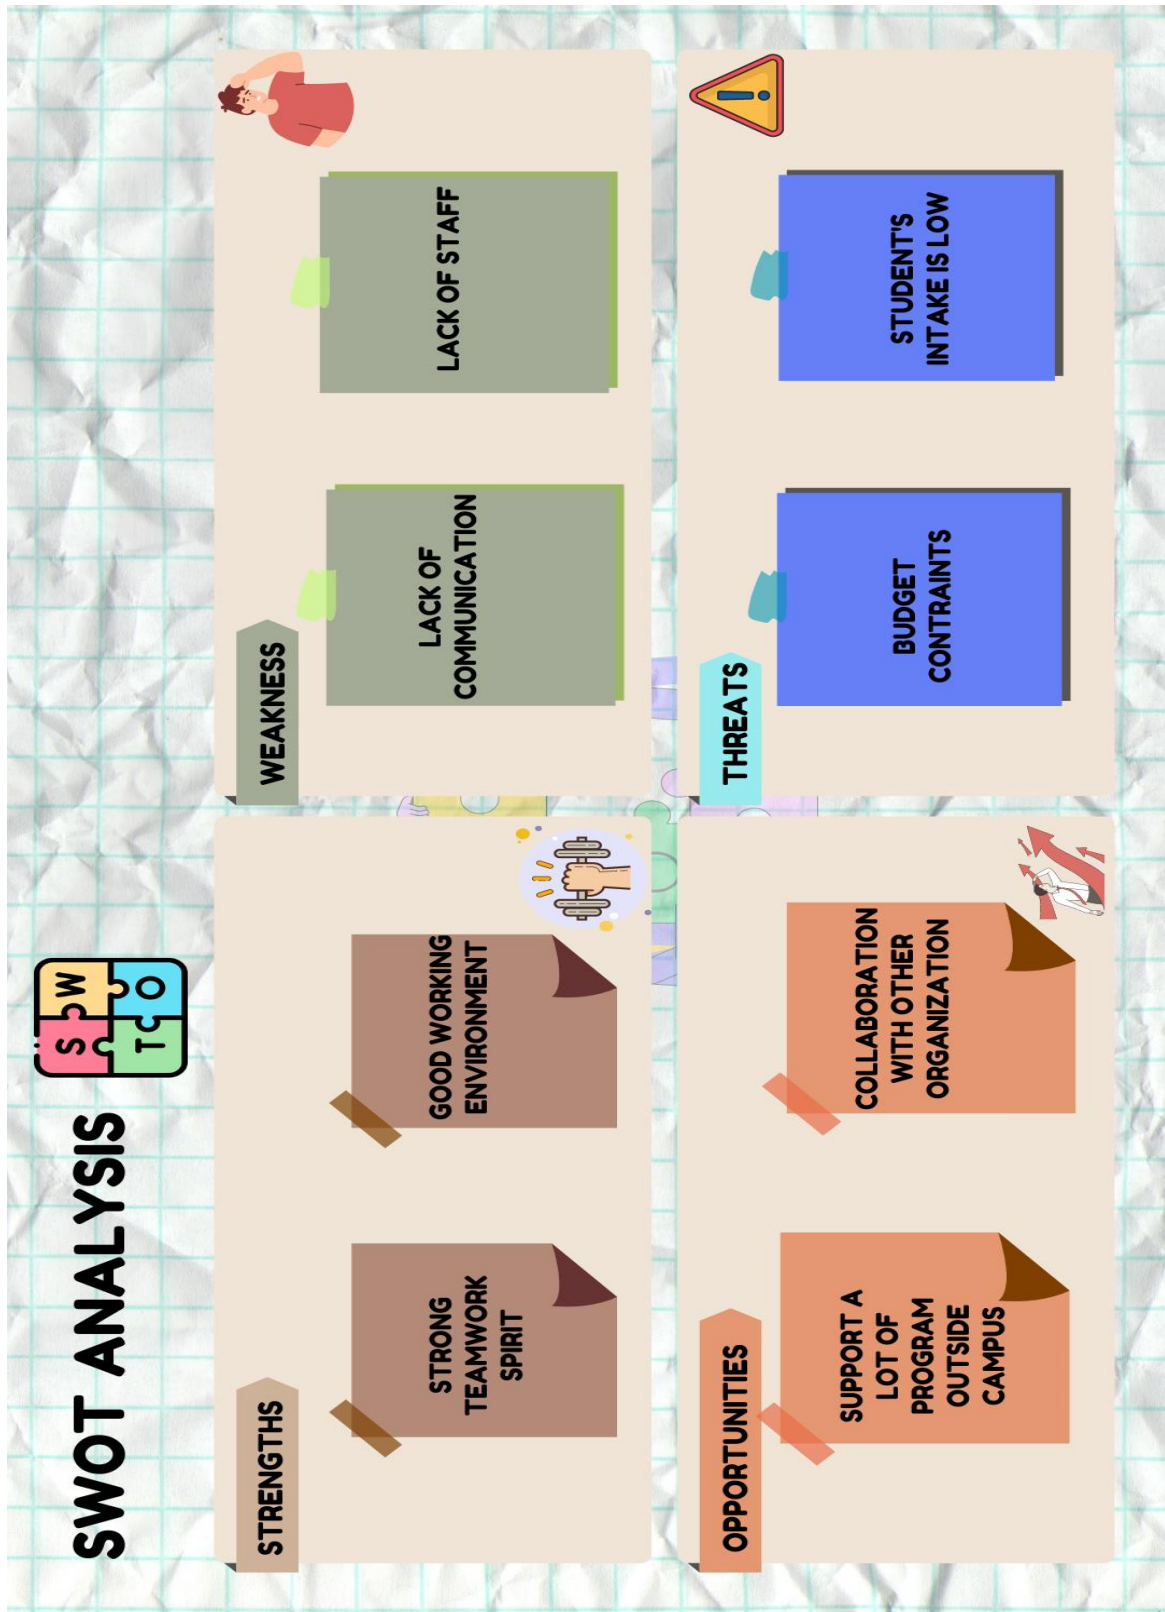 SWOT ANALYSIS
S W
T O
STRENGTHS
STRONG
TEAMWORK
SPIRIT
GOOD WORKING
ENVIRONMENT
WEAKNESS
LACK OF
COMMUNICATION
LACK OF STAFF
OPPORTUNITIES
SUPPORT A
LOT OF
PROGRAM
OUTSIDE
CAMPUS
COLLABORATION
WITH OTHER
ORGANIZATION
THREATS
BUDGET
CONTRAINTS
STUDENT'S
INTAKE IS LOW